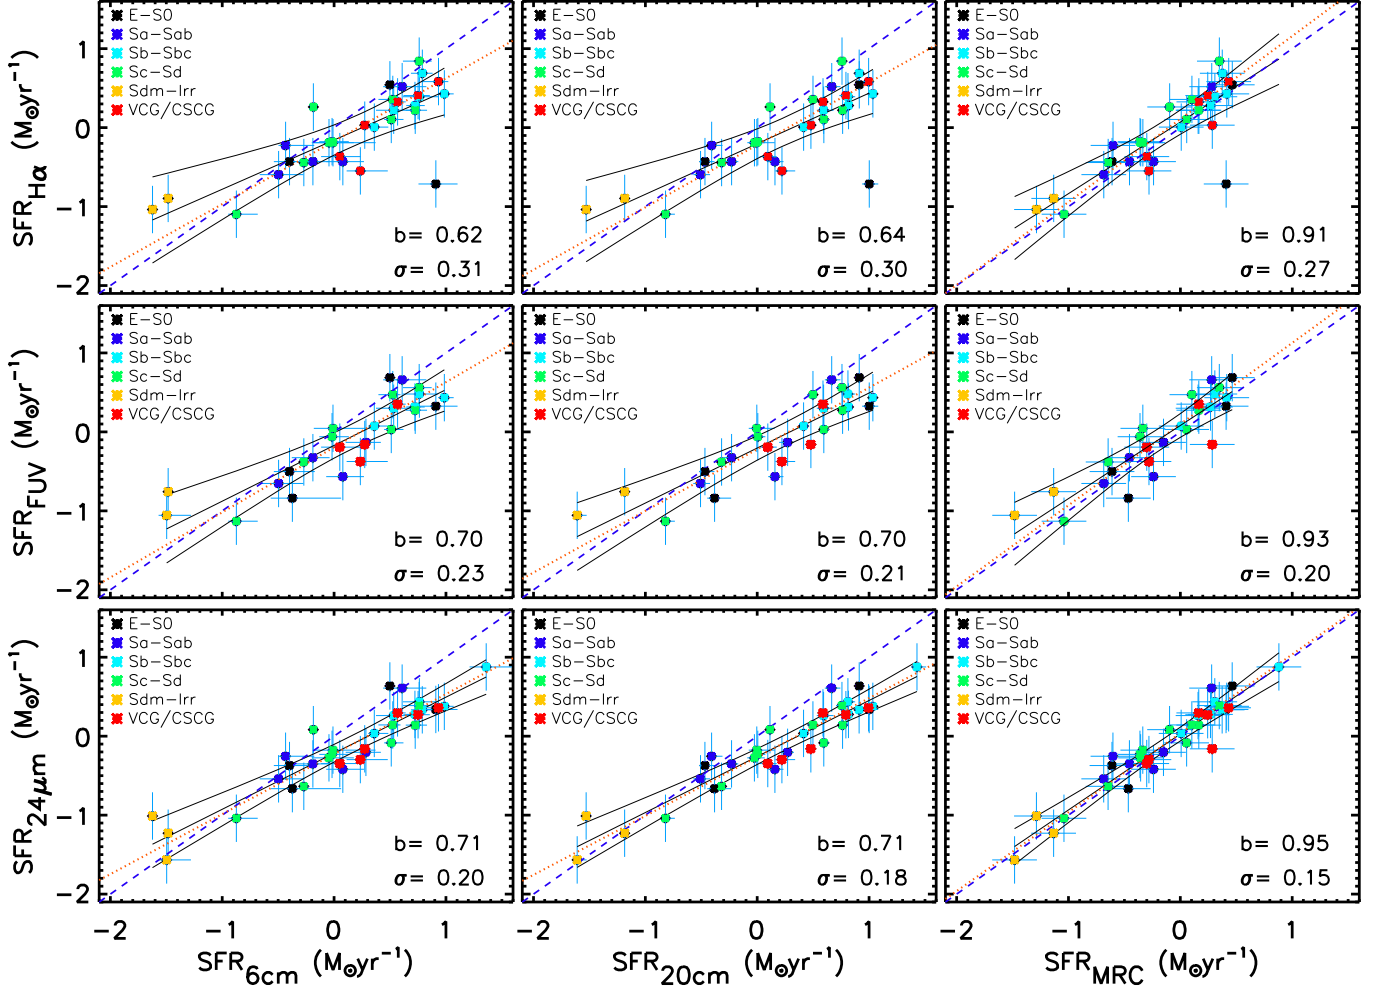 E-S0
Sa-Sab
Sb-Sbc
Sc-Sd
Sdm-Irr
VCG/CSCG
b= 0.62
σ= 0.31
E-S0
Sa-Sab
Sb-Sbc
Sc-Sd
Sdm-Irr
VCG/CSCG
b= 0.64
σ= 0.30
E-S0
Sa-Sab
Sb-Sbc
Sc-Sd
Sdm-Irr
VCG/CSCG
b= 0.91
σ= 0.27
1
0
-1
-2
SFR_Hα (M⊙yr⁻¹)
E-S0
Sa-Sab
Sb-Sbc
Sc-Sd
Sdm-Irr
VCG/CSCG
b= 0.70
σ= 0.23
E-S0
Sa-Sab
Sb-Sbc
Sc-Sd
Sdm-Irr
VCG/CSCG
b= 0.70
σ= 0.21
E-S0
Sa-Sab
Sb-Sbc
Sc-Sd
Sdm-Irr
VCG/CSCG
b= 0.93
σ= 0.20
1
0
-1
-2
SFR_FUV (M⊙yr⁻¹)
E-S0
Sa-Sab
Sb-Sbc
Sc-Sd
Sdm-Irr
VCG/CSCG
b= 0.71
σ= 0.20
E-S0
Sa-Sab
Sb-Sbc
Sc-Sd
Sdm-Irr
VCG/CSCG
b= 0.71
σ= 0.18
E-S0
Sa-Sab
Sb-Sbc
Sc-Sd
Sdm-Irr
VCG/CSCG
b= 0.95
σ= 0.15
1
0
-1
-2
SFR_24μm (M⊙yr⁻¹)
-2 -1 0 1
-2 -1 0 1
-2 -1 0 1
SFR_6cm (M⊙yr⁻¹)
SFR_20cm (M⊙yr⁻¹)
SFR_MRC (M⊙yr⁻¹)